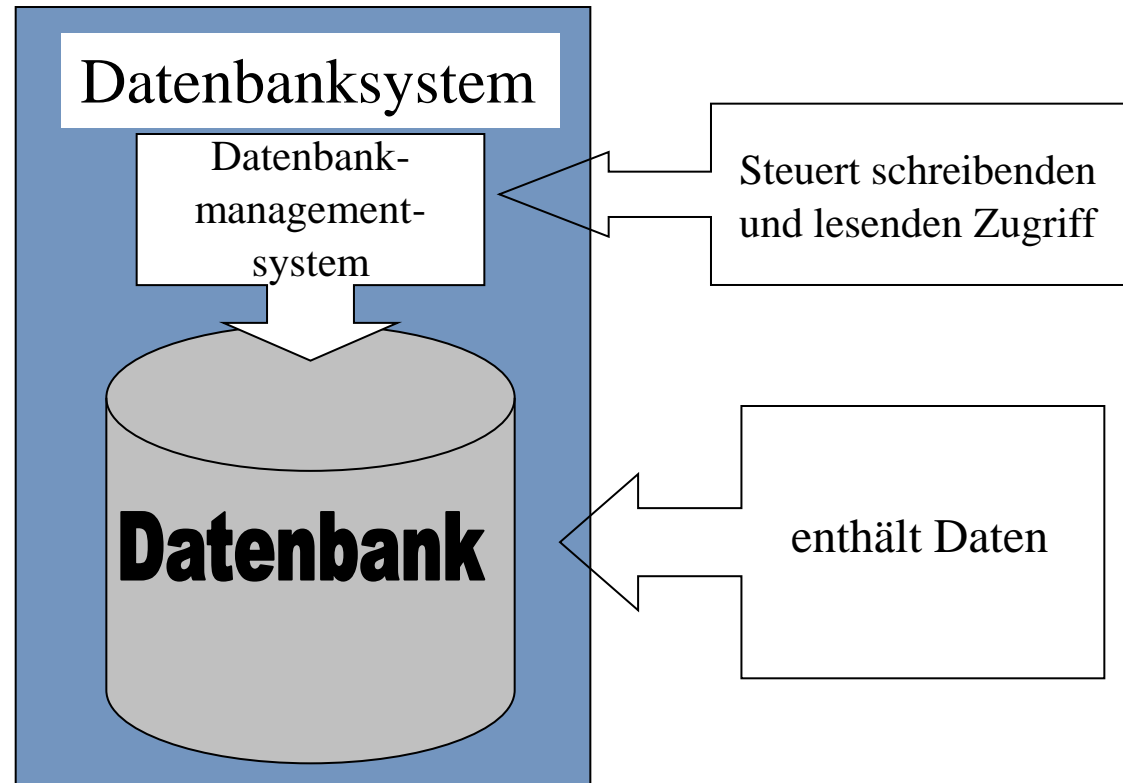 Datenbanksystem
Datenbank-
management-
system
Steuert schreibenden
und lesenden Zugriff
Datenbank
enthält Daten